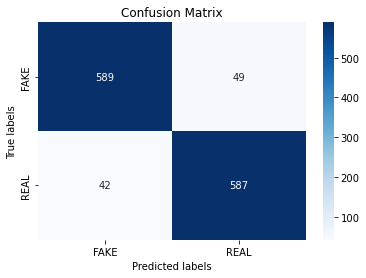 Confusion Matrix
FAKE
589
49
REAL
42
587
True labels
FAKE
REAL
Predicted labels
500
400
300
200
100